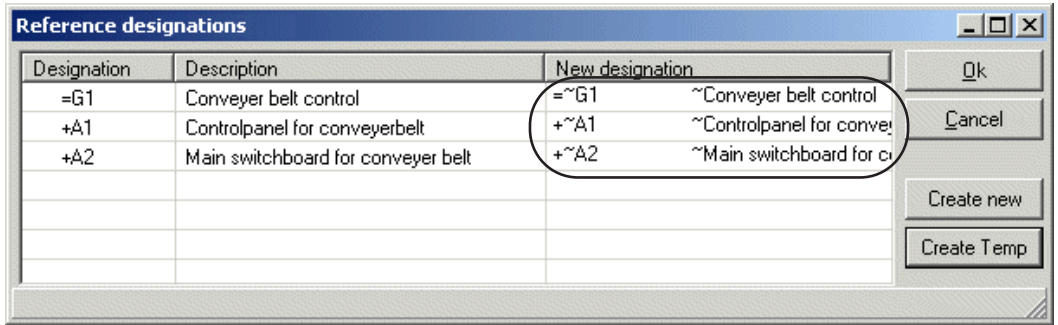 Reference designations
Designation Description New designation
=G1 Conveyer belt control =~G1 ~Conveyer belt control
+A1 Controlpanel for conveyerbelt +~A1 ~Controlpanel for
+A2 Main switchboard for conveyer belt +~A2 ~Main switchboard for
Ok
Cancel
Create new
Create Temp